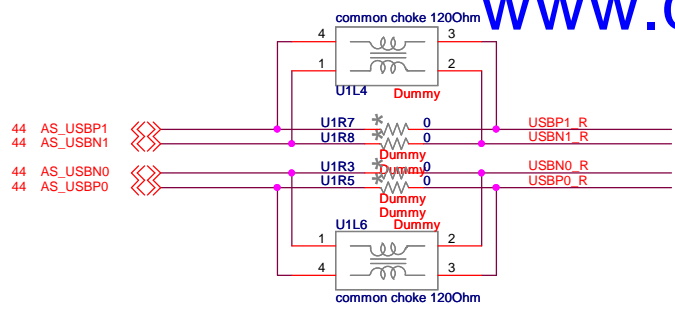 www.
common choke 120Ohm
4 3
1 2
U1L4 Dummy
44 AS_USBP1 U1R7 * 0 USBP1_R
44 AS_USBN1 U1R8 0 USBN1_R
Dummy
44 AS_USBN0 U1R3 Dummy * 0 USBN0_R
44 AS_USBP0 U1R5 0 USBP0_R
Dummy
Dummy
U1L6 Dummy
1 2
4 3
common choke 120Ohm